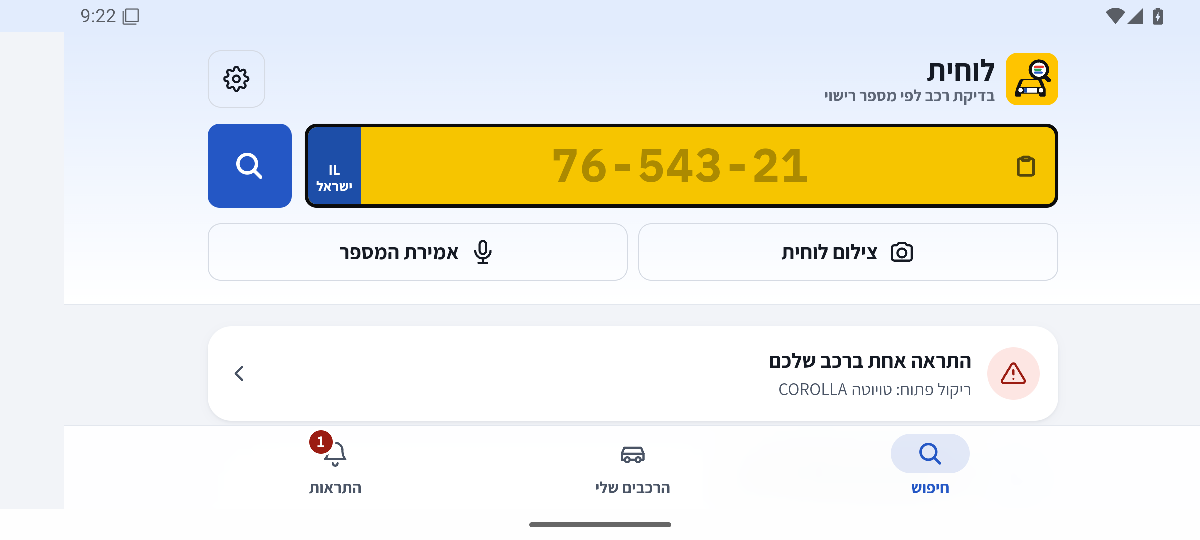 9:22
לוחית
בדיקת רכב לפי מספר רישוי
76-543-21
IL
ישראל
צילום לוחית
אמירת המספר
התראה אחת ברכב שלכם
ריקול פתוח: טויוטה COROLLA
חיפוש
הרכבים שלי
1
התראות